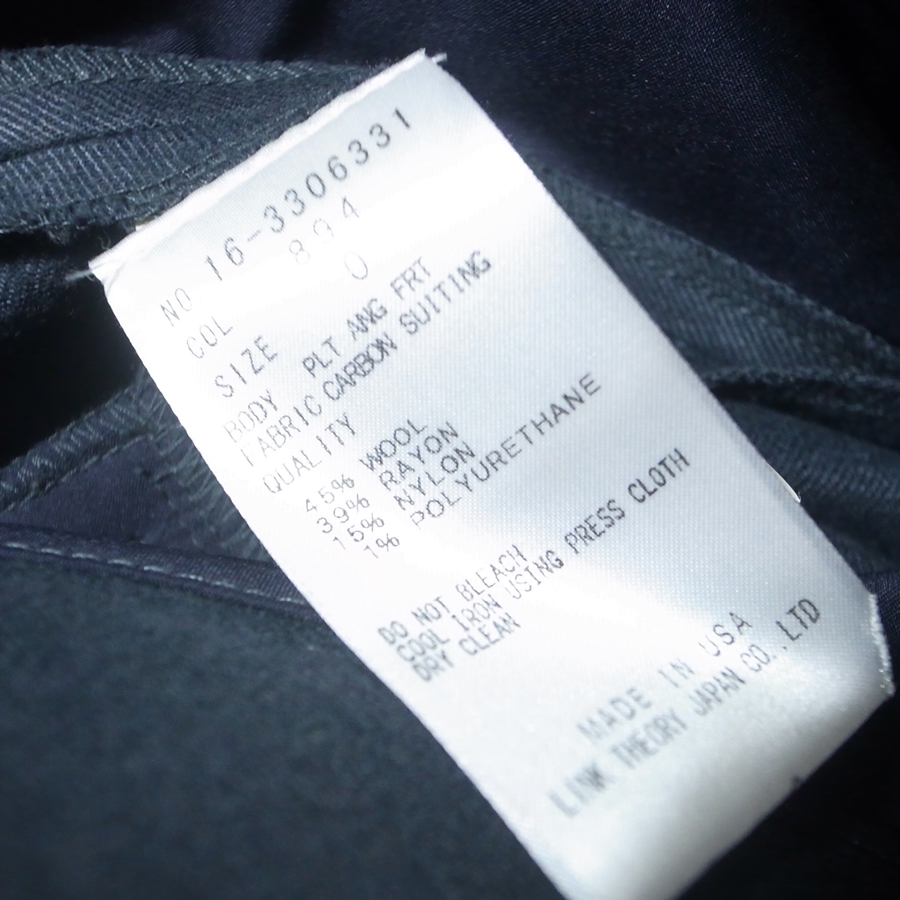 NO 16-3306331
COL 894
SIZE 0
BODY PLT ANG FRT
FABRIC CARBON SUITING
QUALITY
45% WOOL
39% RAYON
15% NYLON
1% POLYURETHANE
DO NOT BLEACH
COOL IRON USING PRESS CLOTH
DRY CLEAN
MADE IN USA
LINK THEORY JAPAN CO.,LTD